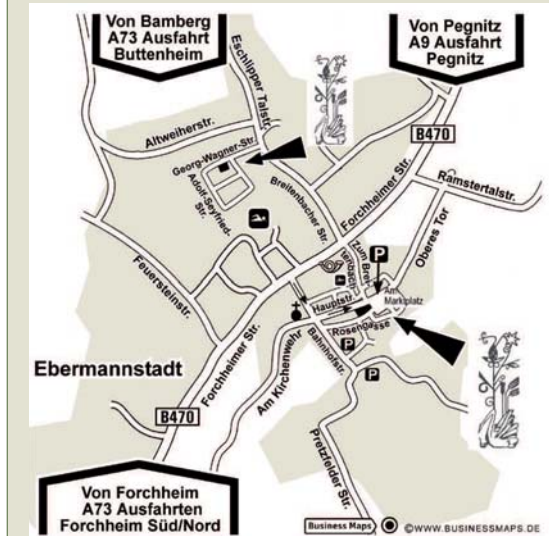 Von Bamberg
A73 Ausfahrt
Buttenheim
Von Pegnitz
A9 Ausfahrt
Pegnitz
Eschlipper Talstr.
B470
Altweiherstr.
Georg-Wagner-Str.
Adolf-Seyfried-
Str.
Breitenbacher Str.
Forchheimer Str.
Ramstertalstr.
Oberes Tor
Feuersteinstr.
Zum Brei-
tenbach
P
Am
Marktplatz
Hauptstr.
Rosengasse
P
Bahnhofstr.
P
Ebermannstadt
Forchheimer Str.
Am Kirchenwehr
B470
Pretzfelder Str.
Von Forchheim
A73 Ausfahrten
Forchheim Süd/Nord
Business Maps
©WWW.BUSINESSMAPS.DE